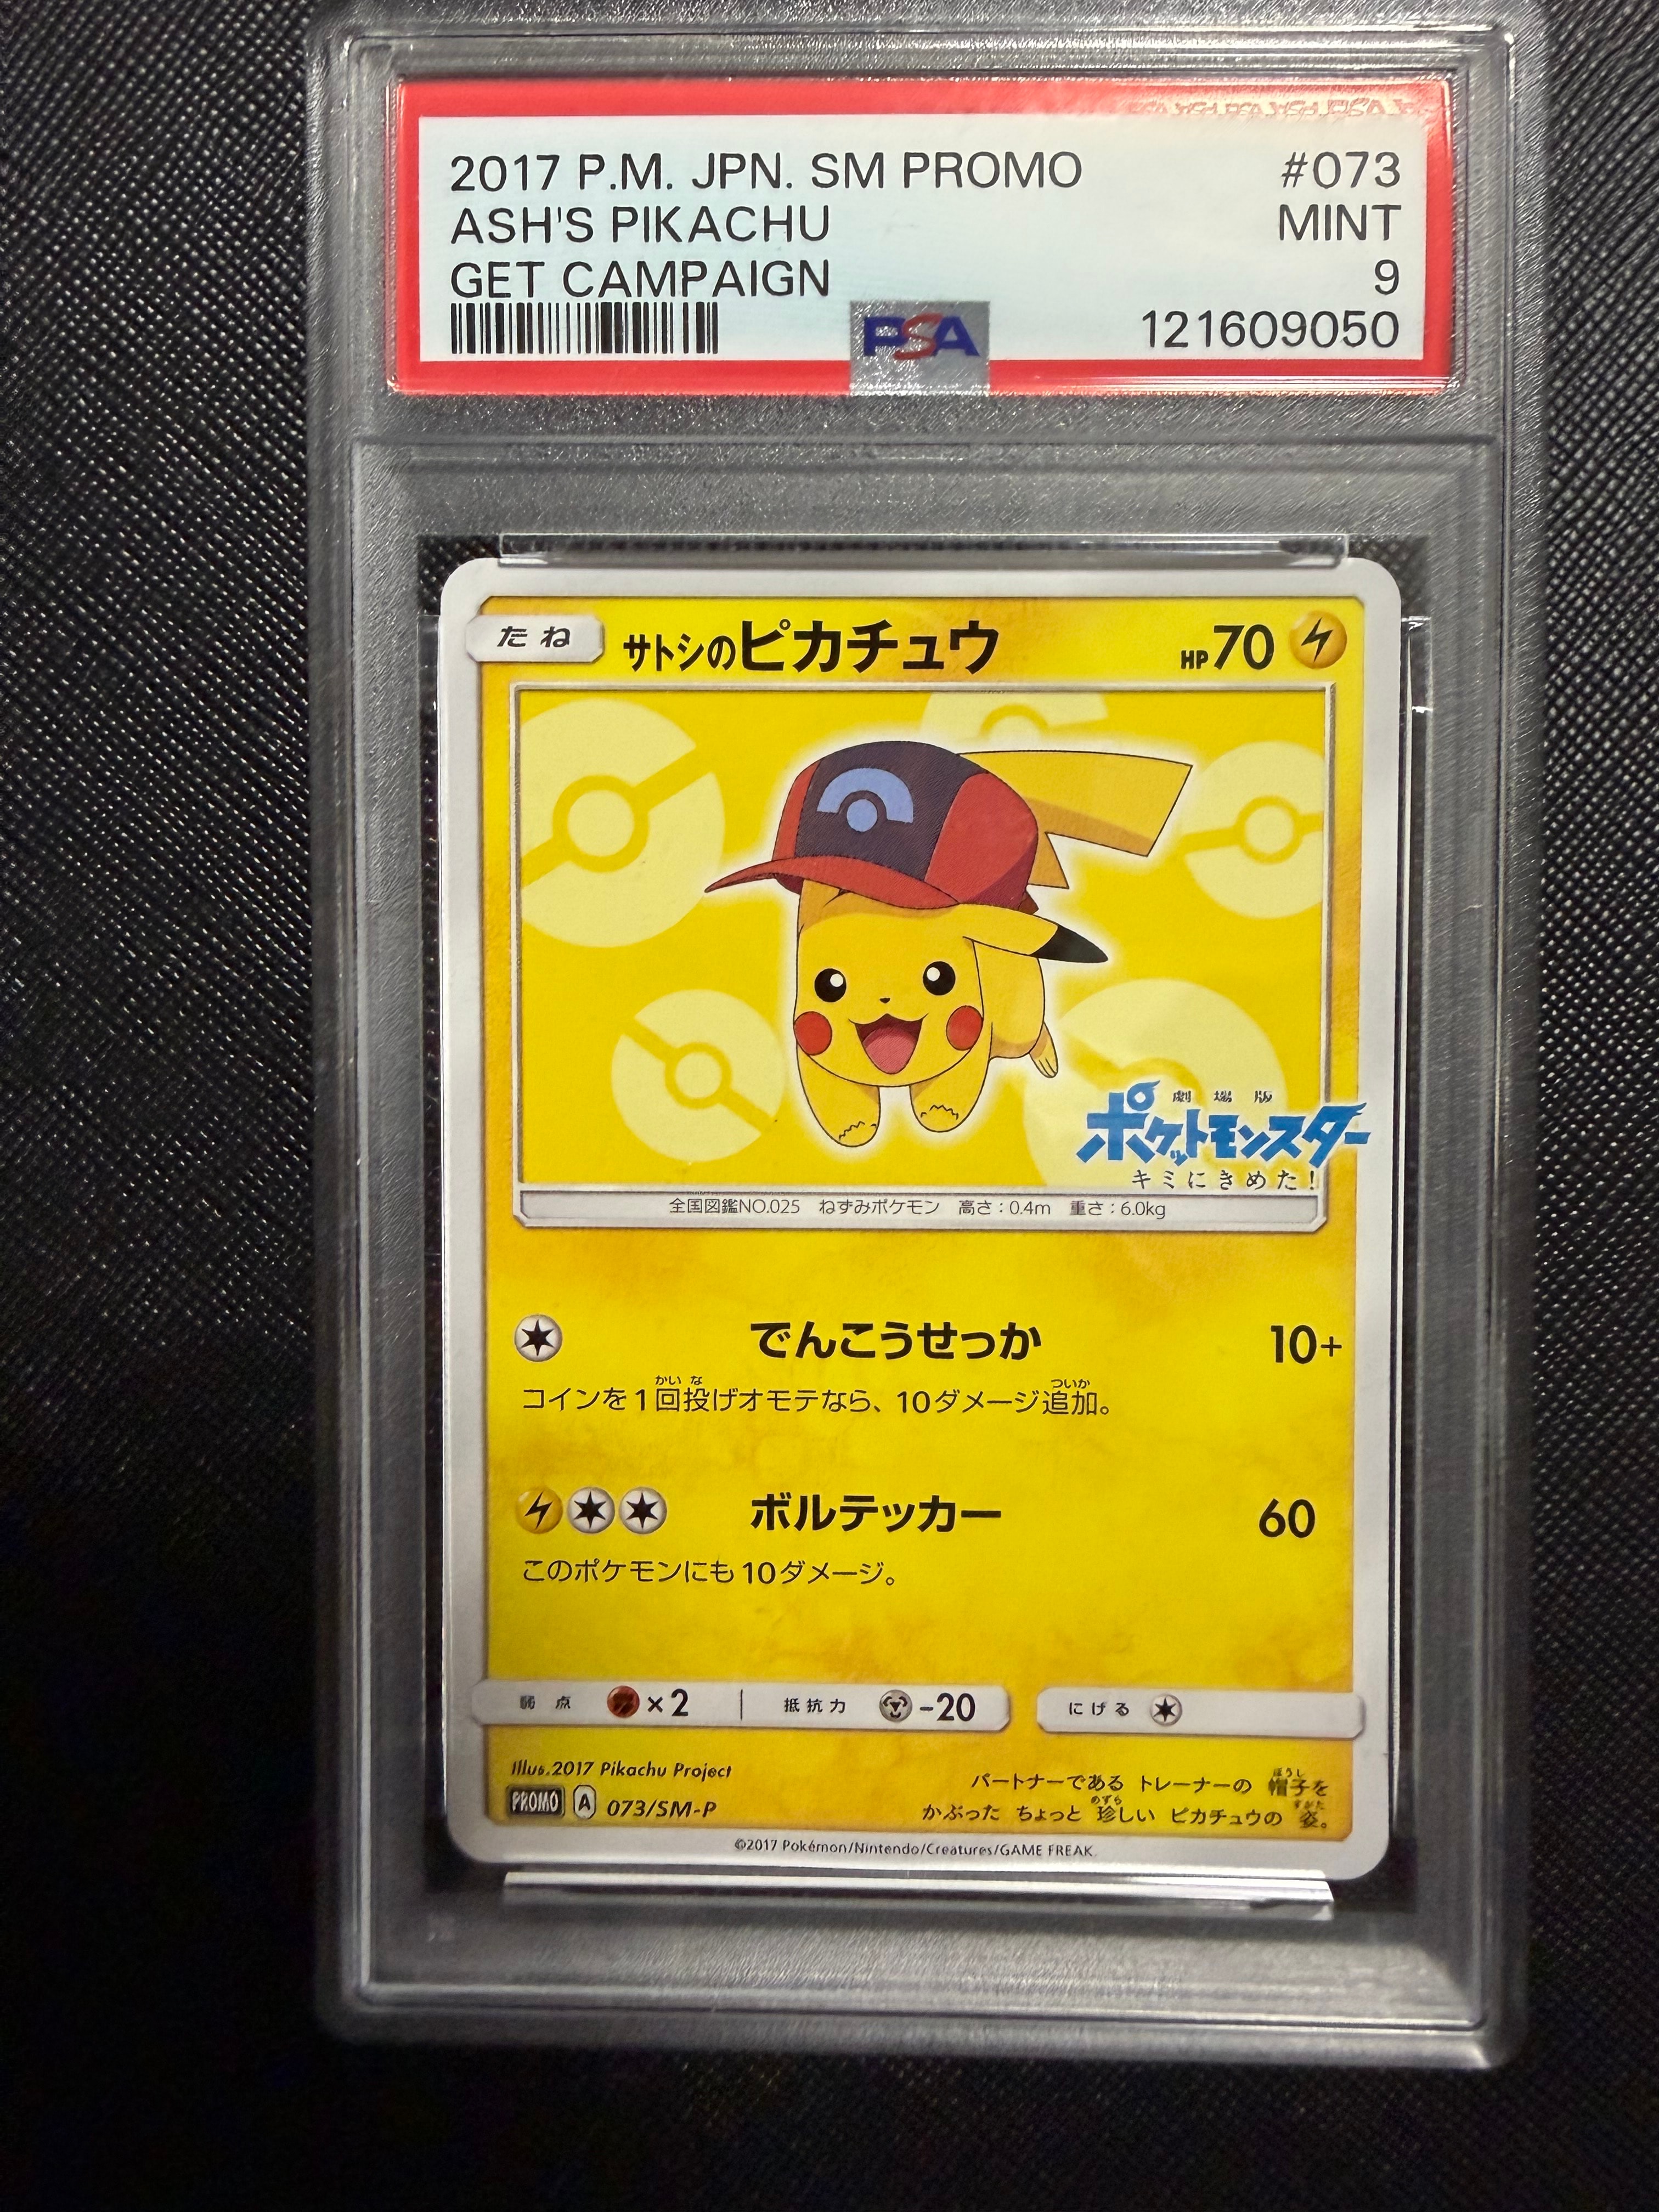 2017 P.M. JPN. SM PROMO #073
ASH'S PIKACHU MINT
GET CAMPAIGN 9
PSA 121609050
たね サトシのピカチュウ HP70
劇場版
ポケットモンスター
キミにきめた!
全国図鑑NO.025 ねずみポケモン 高さ:0.4m 重さ:6.0kg
でんこうせっか 10+
コインを1回投げオモテなら、10ダメージ追加。
ボルテッカー 60
このポケモンにも10ダメージ。
弱点 ×2 抵抗力 -20 にげる
Illus.2017 Pikachu Project
PROMO A 073/SM-P
パートナーである トレーナーの 帽子を
かぶった ちょっと 珍しい ピカチュウの 姿。
©2017 Pokémon/Nintendo/Creatures/GAME FREAK.